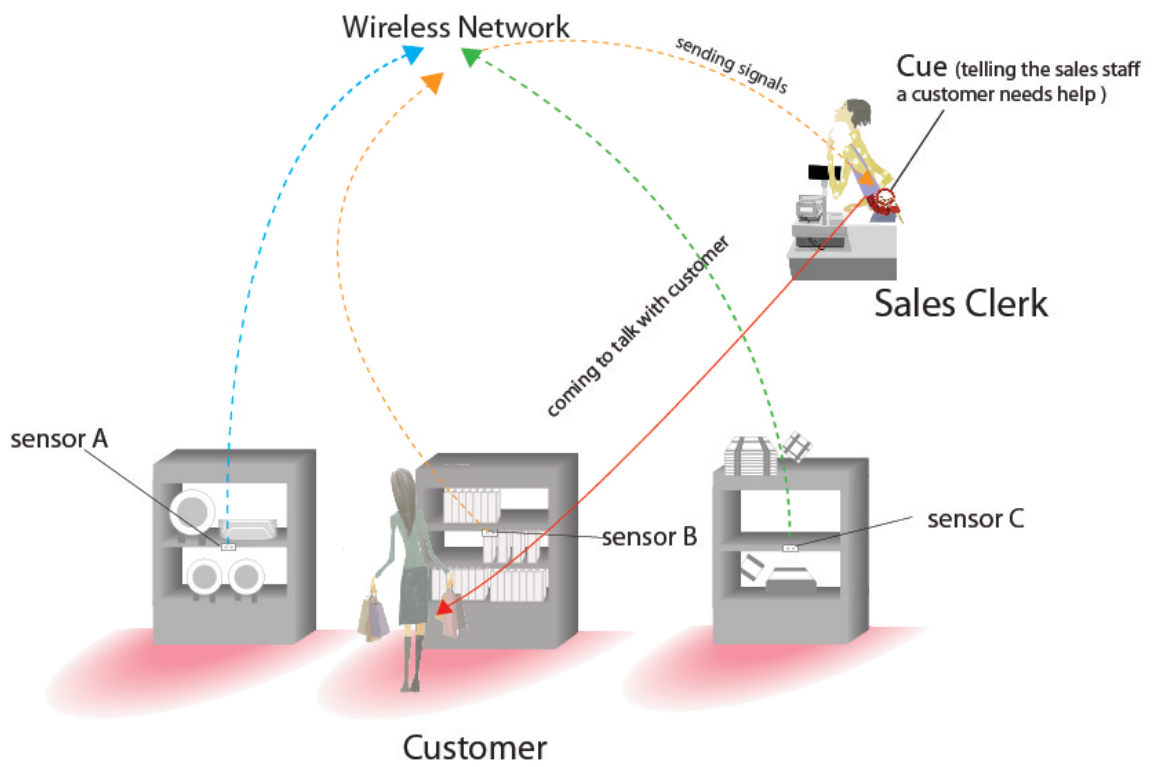 Wireless Network
sending signals
Cue (telling the sales staff
a customer needs help )
Sales Clerk
coming to talk with customer
sensor A
sensor B
sensor C
Customer